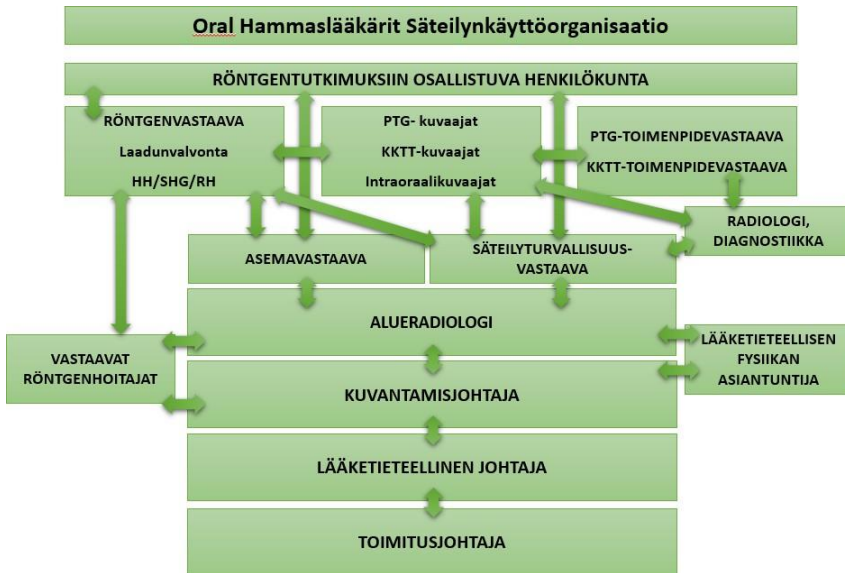 Oral Hammaslääkärit Säteilynkäyttöorganisaatio
RÖNTGENTUTKIMUKSIIN OSALLISTUVA HENKILÖKUNTA
RÖNTGENVASTAAVA
Laadunvalvonta
HH/SHG/RH
PTG- kuvaajat
KKTT-kuvaajat
Intraoraalikuvaajat
PTG-TOIMENPIDEVASTAAVA
KKTT-TOIMENPIDEVASTAAVA
RADIOLOGI,
DIAGNOSTIIKKA
ASEMAVASTAAVA
SÄTEILYTURVALLISUUS-
VASTAAVA
ALUERADIOLOGI
VASTAAVAT
RÖNTGENHOITAJAT
LÄÄKETIETEELLISEN
FYSIIKAN
ASIANTUNTIJA
KUVANTAMISJOHTAJA
LÄÄKETIETEELLINEN JOHTAJA
TOIMITUSJOHTAJA